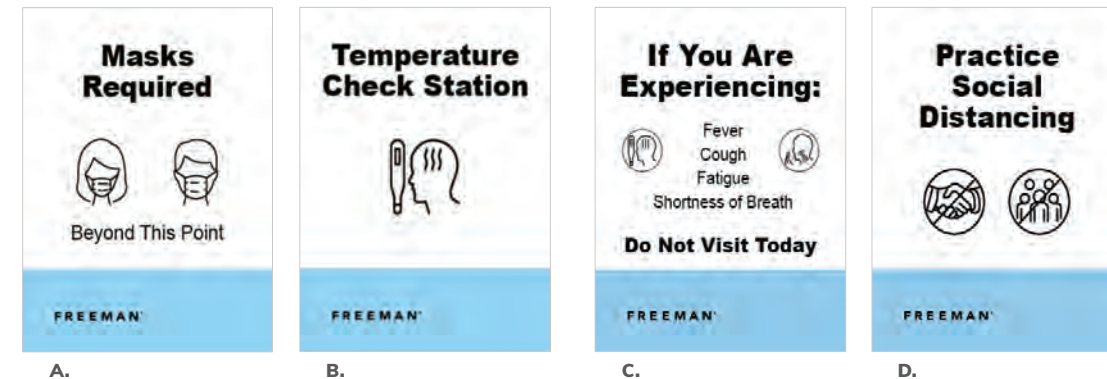 Masks
Required
Beyond This Point
FREEMAN
A.
Temperature
Check Station
FREEMAN
B.
If You Are
Experiencing:
Fever
Cough
Fatigue
Shortness of Breath
Do Not Visit Today
FREEMAN
C.
Practice
Social
Distancing
FREEMAN
D.